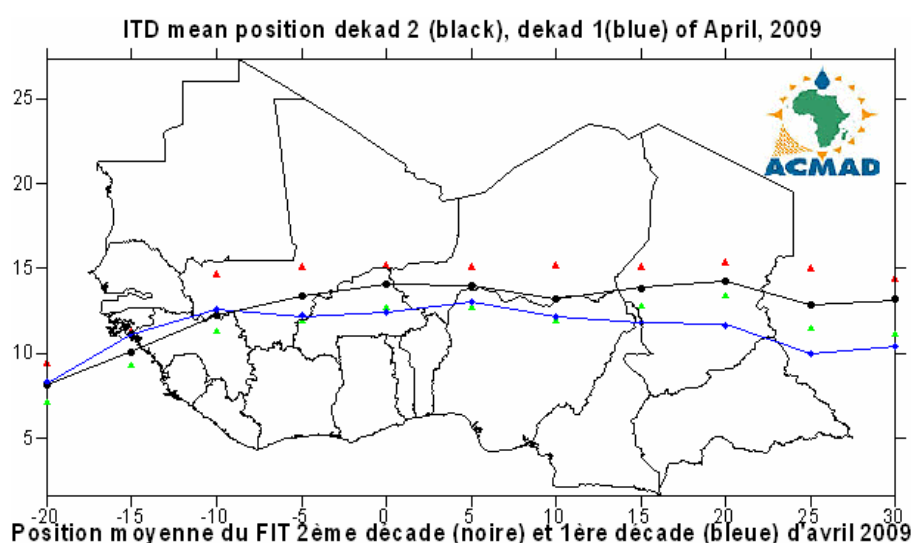 ITD mean position dekad 2 (black), dekad 1(blue) of April, 2009
25
20
15
10
5
ACMAD
-20 -15 -10 -5 0 5 10 15 20 25 30
Position moyenne du FIT 2ème décade (noire) et 1ère décade (bleue) d'avril 2009